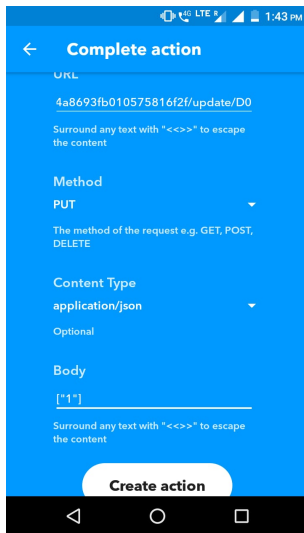 4G LTE R 1:43 PM
Complete action
URL
4a8693fb010575816f2f/update/D0
Surround any text with "<<>>" to escape
the content
Method
PUT
The method of the request e.g. GET, POST,
DELETE
Content Type
application/json
Optional
Body
["1"]
Surround any text with "<<>>" to escape
the content
Create action